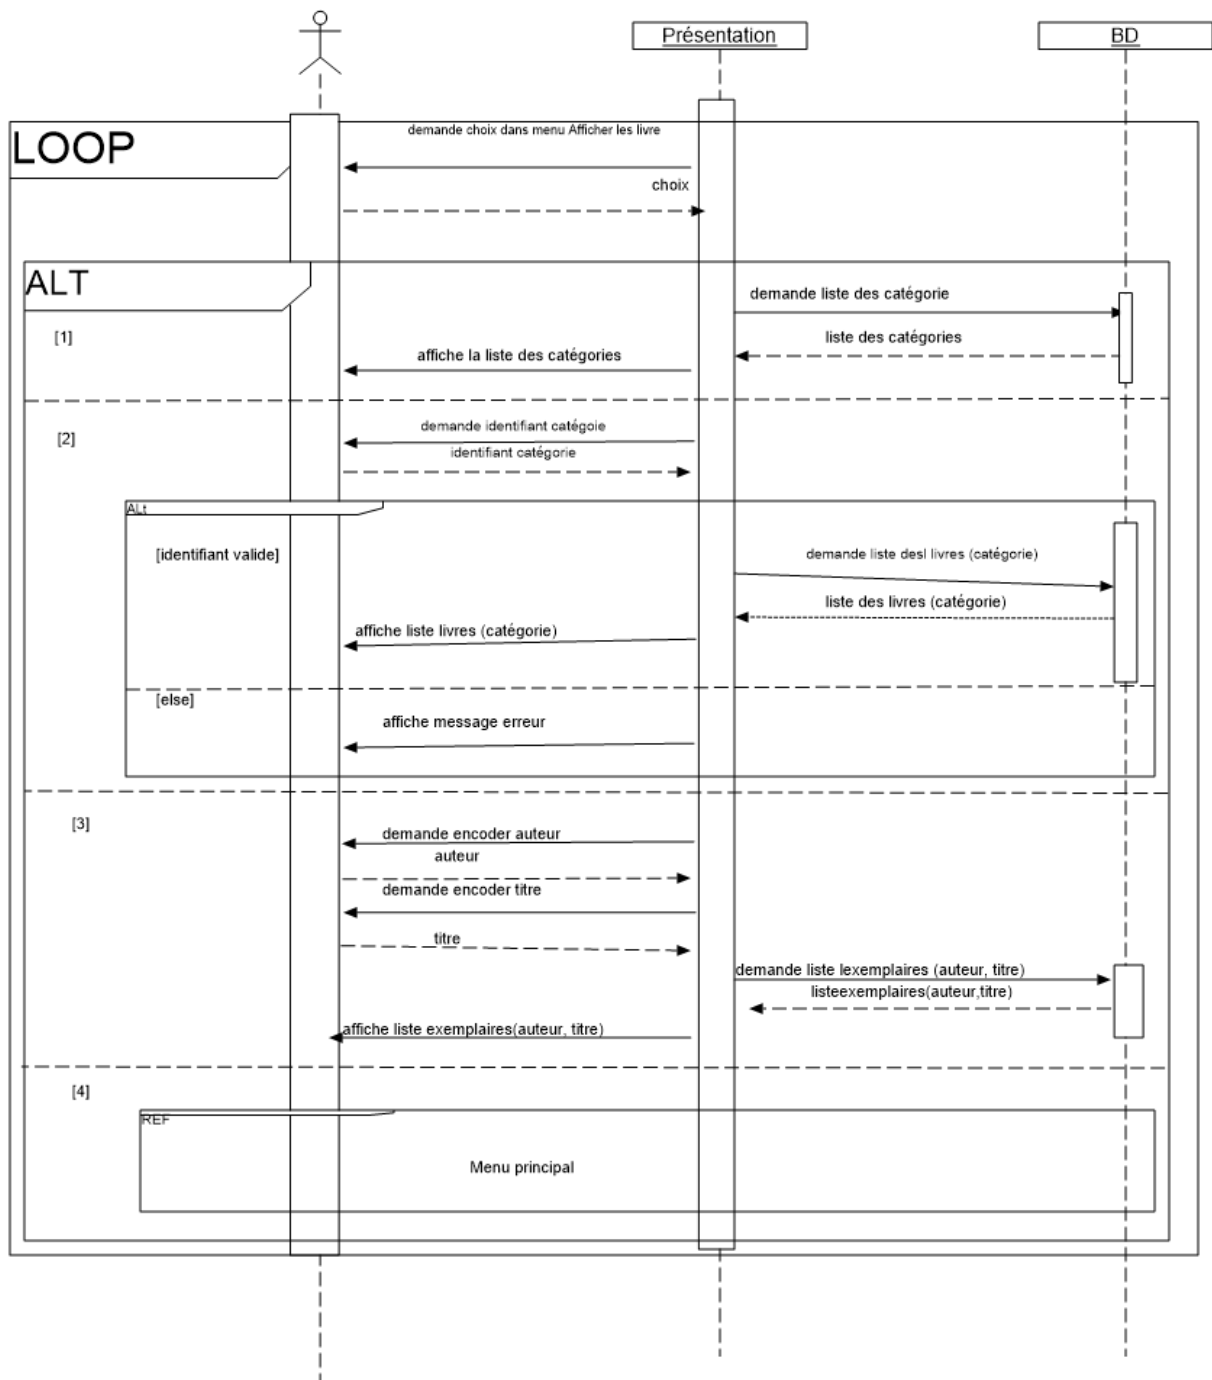 Présentation
BD
LOOP
demande choix dans menu Afficher les livre
choix
ALT
demande liste des catégorie
[1]
liste des catégories
affiche la liste des catégories
[2]
demande identifiant catégoie
identifiant catégorie
ALt
[identifiant valide]
demande liste desl livres (catégorie)
liste des livres (catégorie)
affiche liste livres (catégorie)
[else]
affiche message erreur
[3]
demande encoder auteur
auteur
demande encoder titre
titre
demande liste lexemplaires (auteur, titre)
listeexemplaires(auteur,titre)
affiche liste exemplaires(auteur, titre)
[4]
REF
Menu principal